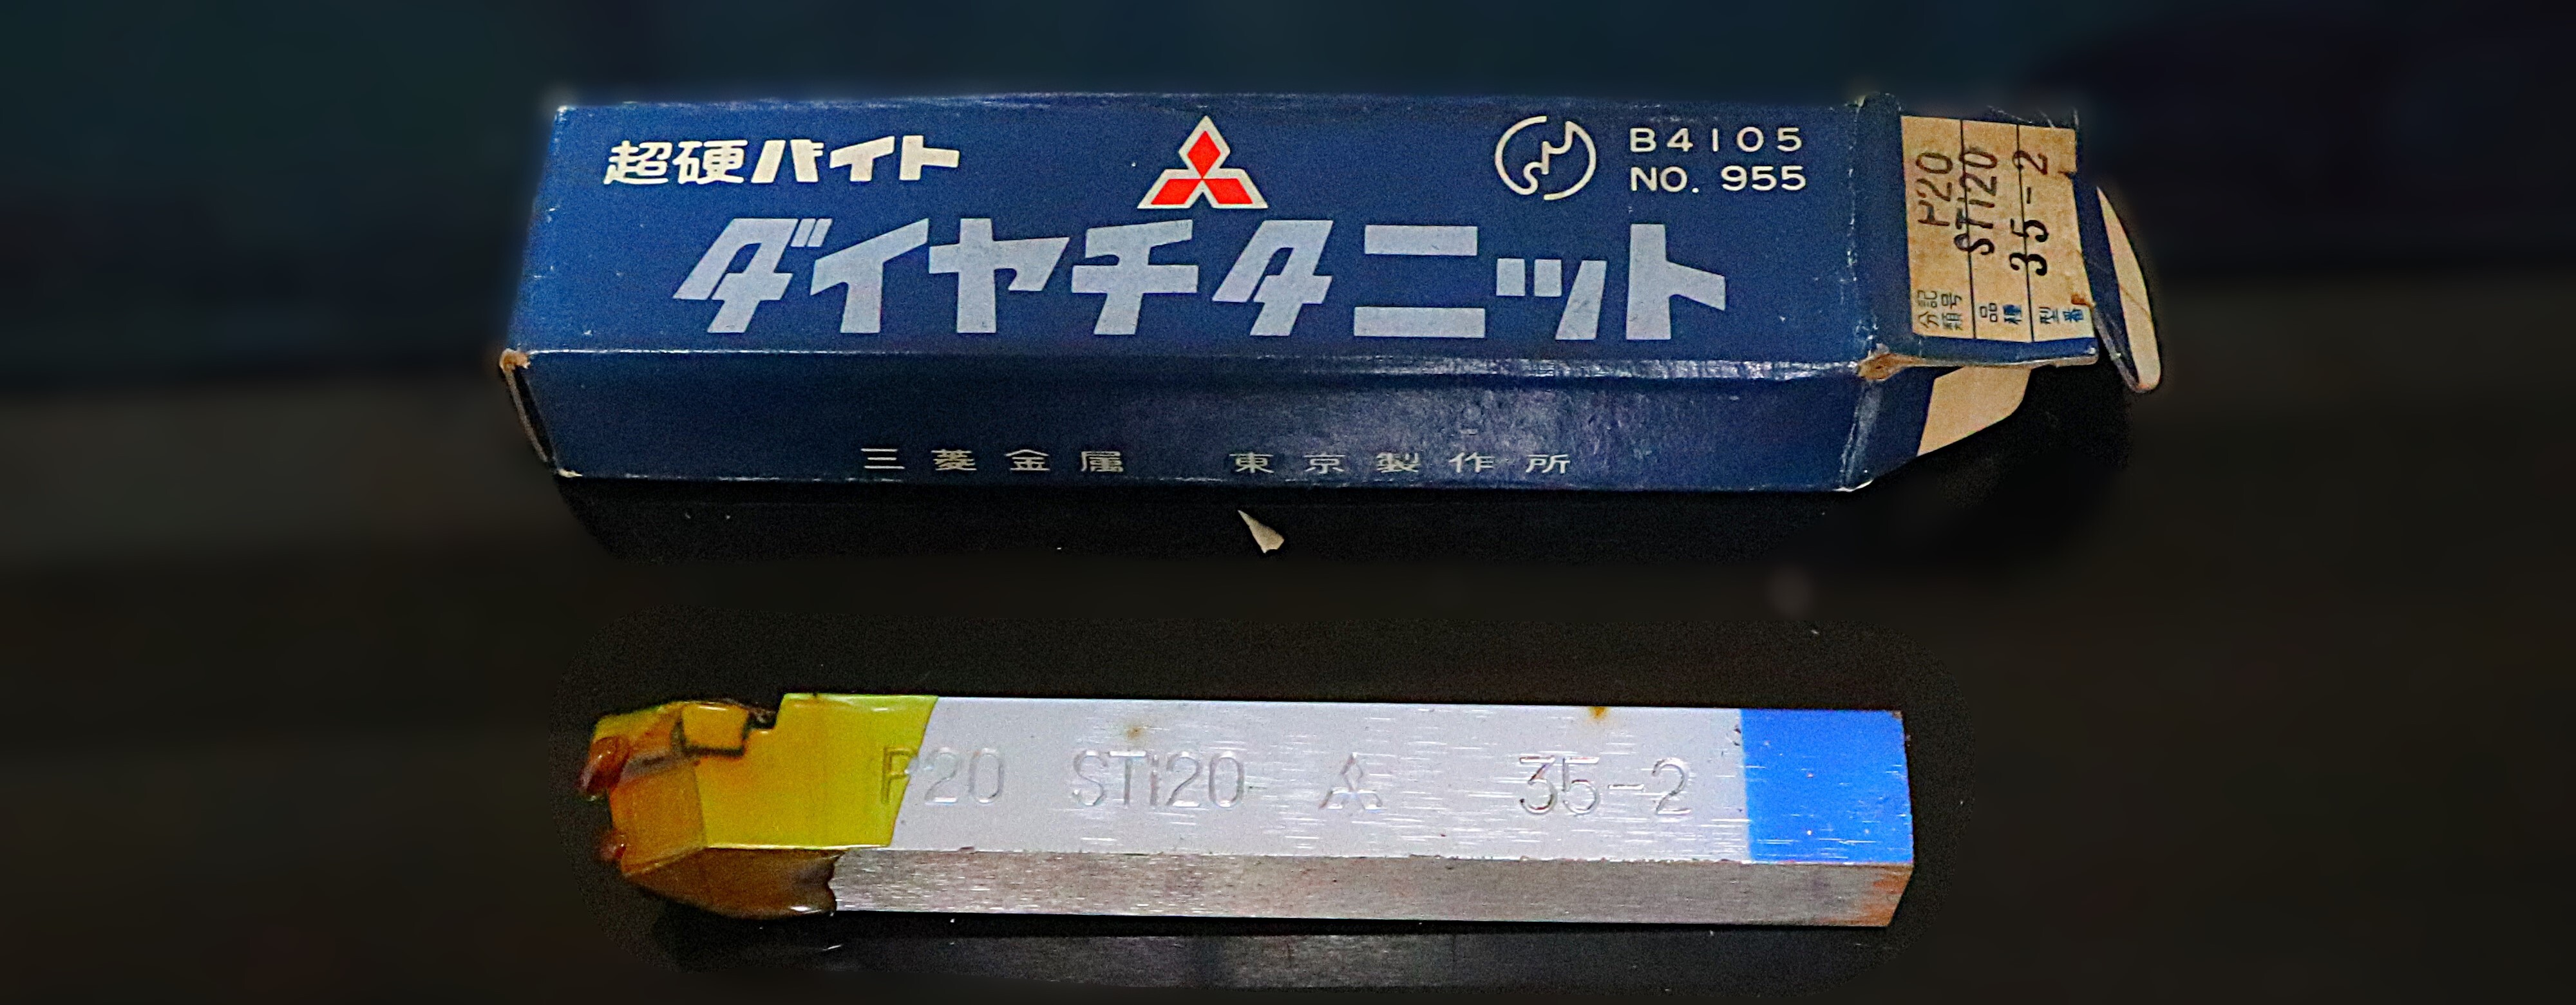 超硬バイト
B4105
NO. 955
ダイヤチタニット
三菱金属 東京製作所
分類記号 P20
品種 STi20
型番 35-2
P20 STi20 35-2